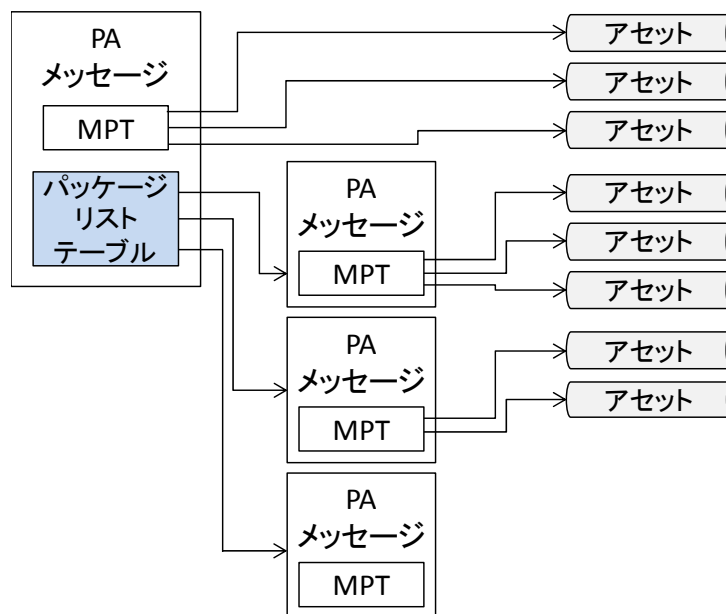 PA
メッセージ
MPT
パッケージ
リスト
テーブル
アセット
アセット
アセット
PA
メッセージ
MPT
アセット
アセット
アセット
PA
メッセージ
MPT
アセット
アセット
PA
メッセージ
MPT